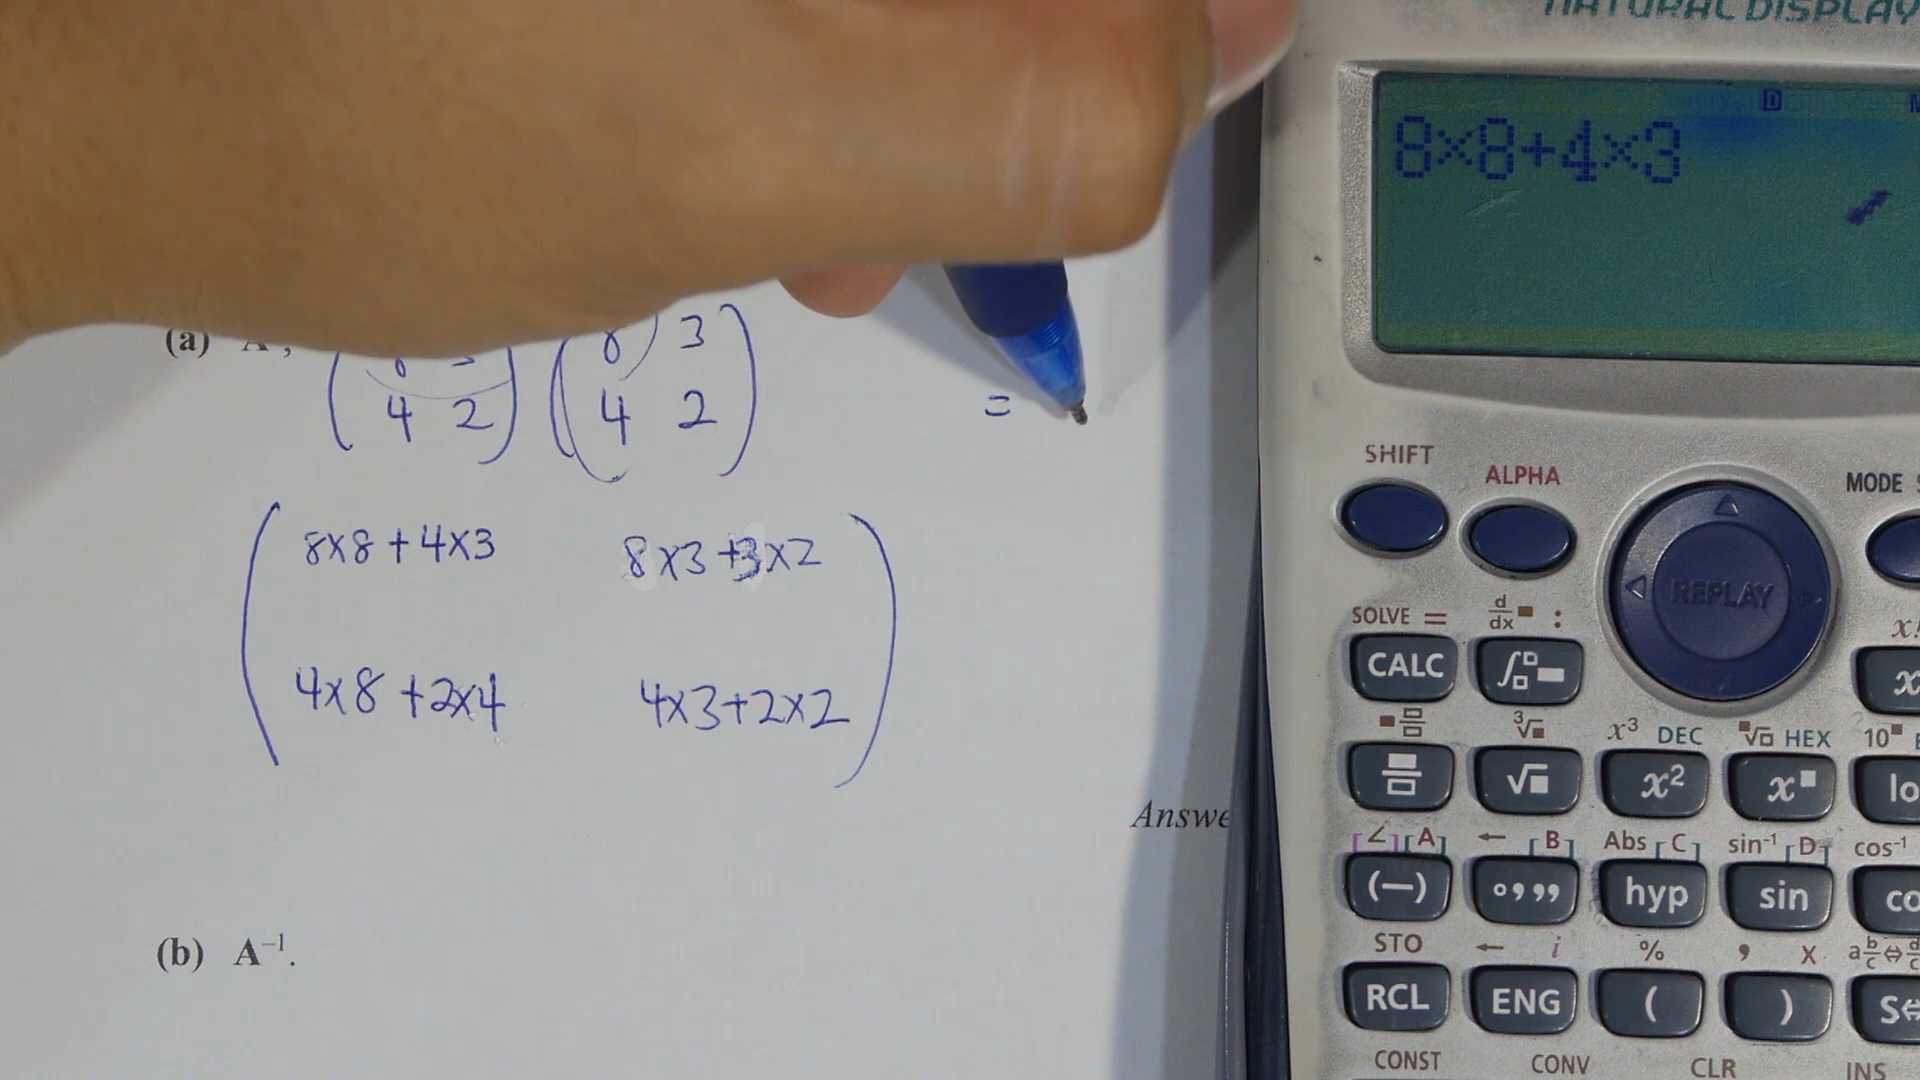 NATURAL DISPLAY
D
8×8+4×3
(a)
8 3
4 2 4 2 =
8x8+4x3 8x3+3x2
4x8+2x4 4x3+2x2
Answe
(b) A⁻¹.
SHIFT ALPHA MODE
REPLAY
SOLVE = d/dx :
CALC
x³ DEC HEX
x²
∠ [A] ← [B] Abs [C] sin⁻¹ [D] cos⁻¹
(−) °,,, hyp sin co
STO ← i % , X a b/c⇔d/c
RCL ENG ( ) S⇔
CONST CONV CLR INS